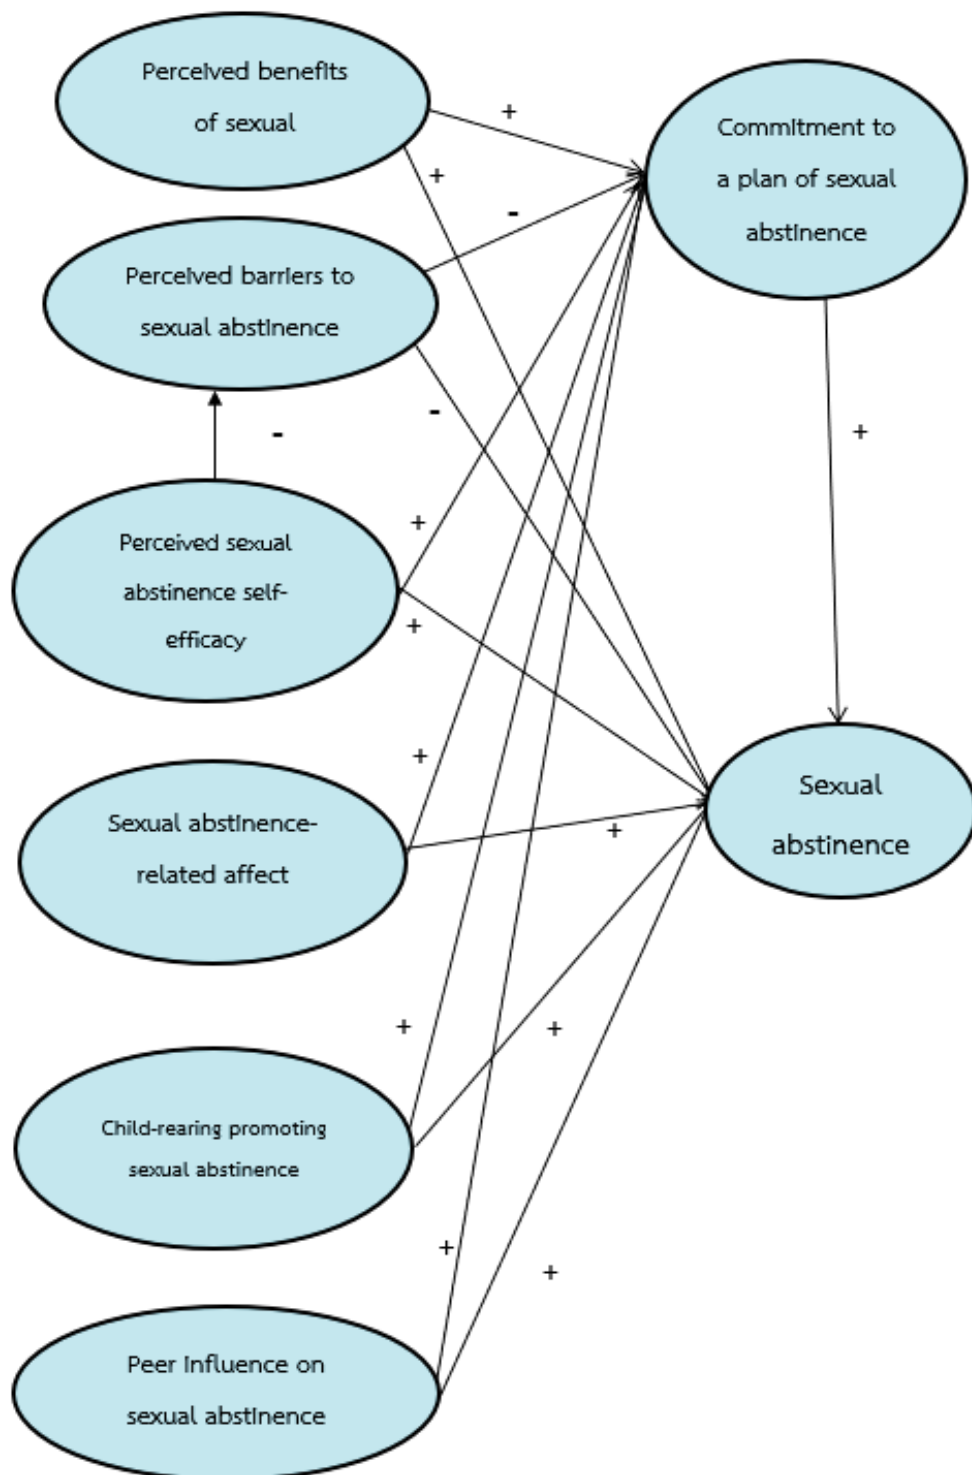 Perceived benefits
of sexual
+
+
Commitment to
a plan of sexual
abstinence
-
Perceived barriers to
sexual abstinence
-
-
+
Perceived sexual
abstinence self-
efficacy
+
+
+
Sexual abstinence-
related affect
+
Sexual
abstinence
+
+
Child-rearing promoting
sexual abstinence
+
+
Peer influence on
sexual abstinence